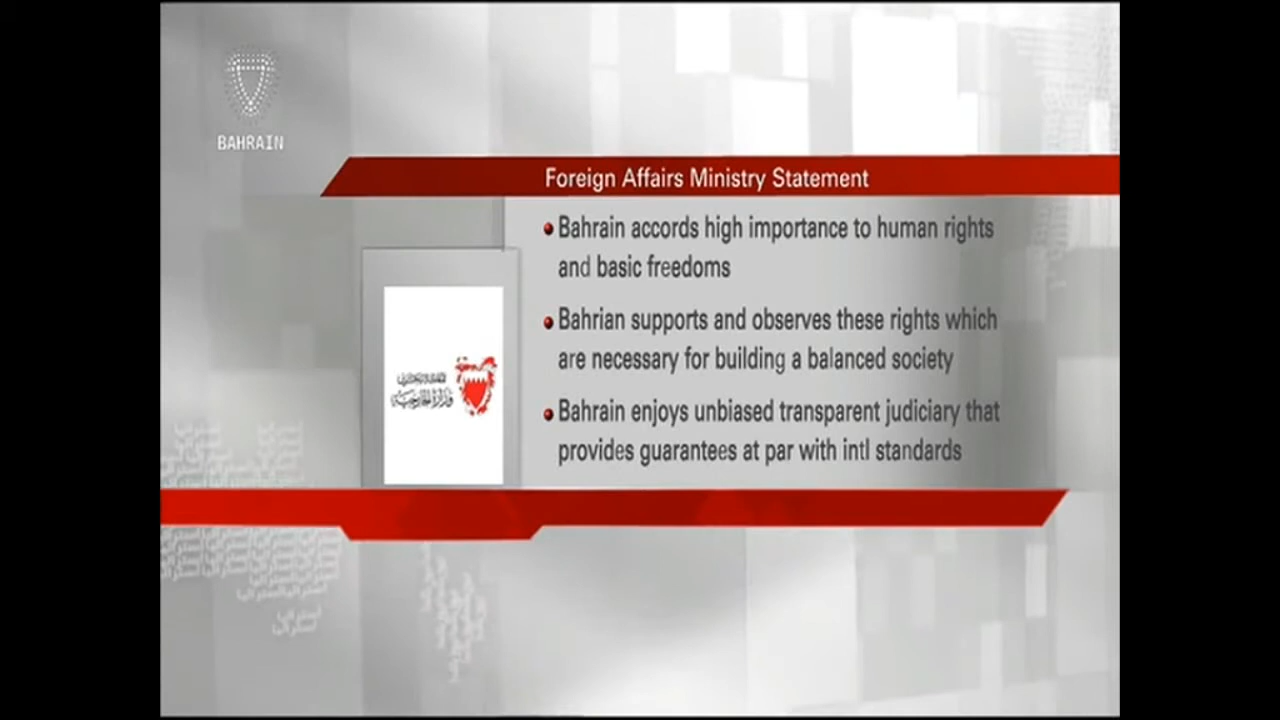 BAHRAIN
Foreign Affairs Ministry Statement
Bahrain accords high importance to human rights
and basic freedoms
Bahrian supports and observes these rights which
are necessary for building a balanced society
Bahrain enjoys unbiased transparent judiciary that
provides guarantees at par with intl standards
وزارة الخارجية